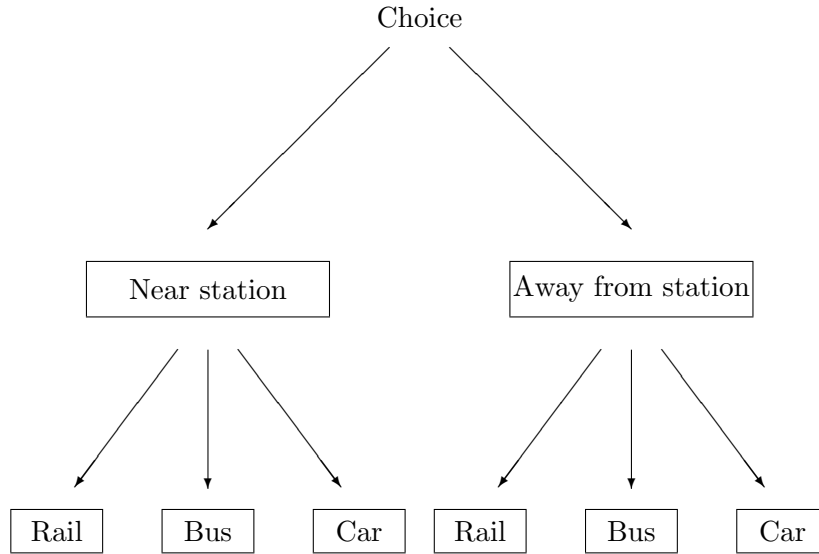 Choice
Near station
Away from station
Rail
Bus
Car
Rail
Bus
Car